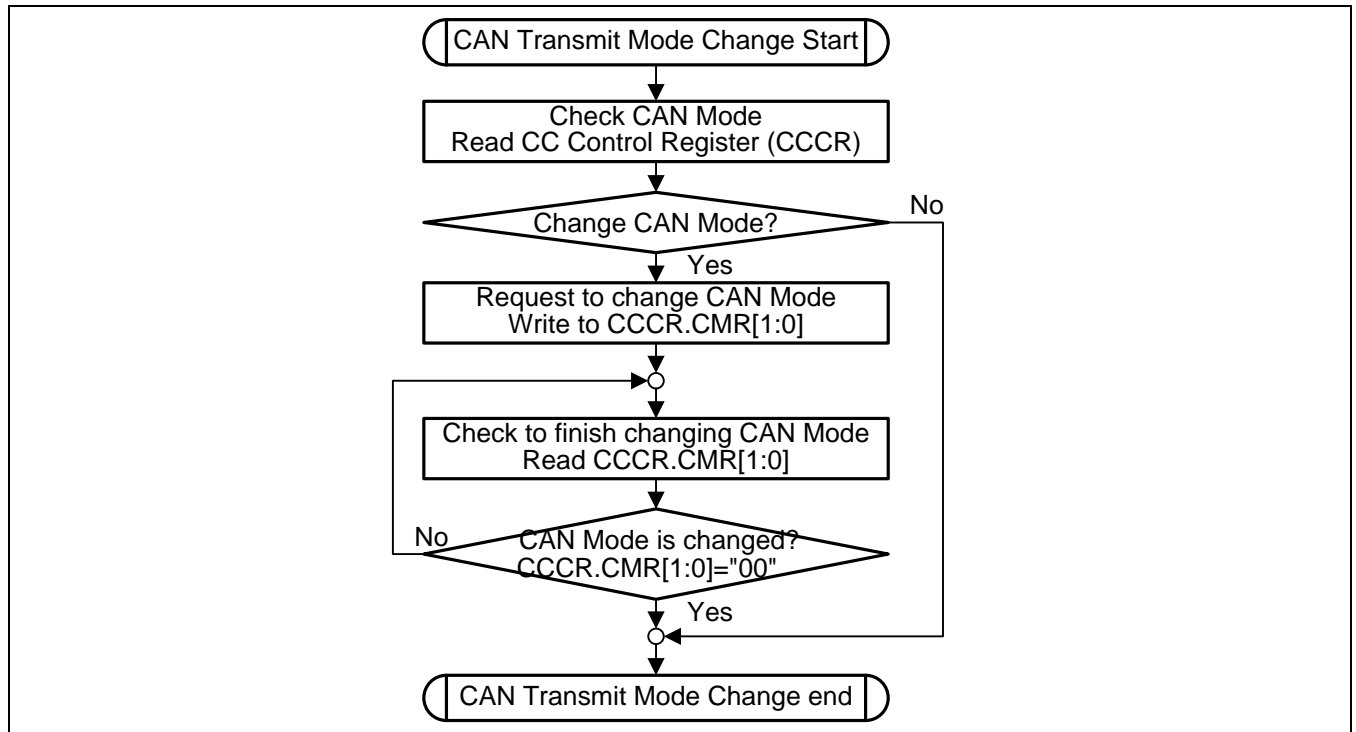 CAN Transmit Mode Change Start
Check CAN Mode
Read CC Control Register (CCCR)
Change CAN Mode?
No
Yes
Request to change CAN Mode
Write to CCCR.CMR[1:0]
Check to finish changing CAN Mode
Read CCCR.CMR[1:0]
No
CAN Mode is changed?
CCCR.CMR[1:0]="00"
Yes
CAN Transmit Mode Change end